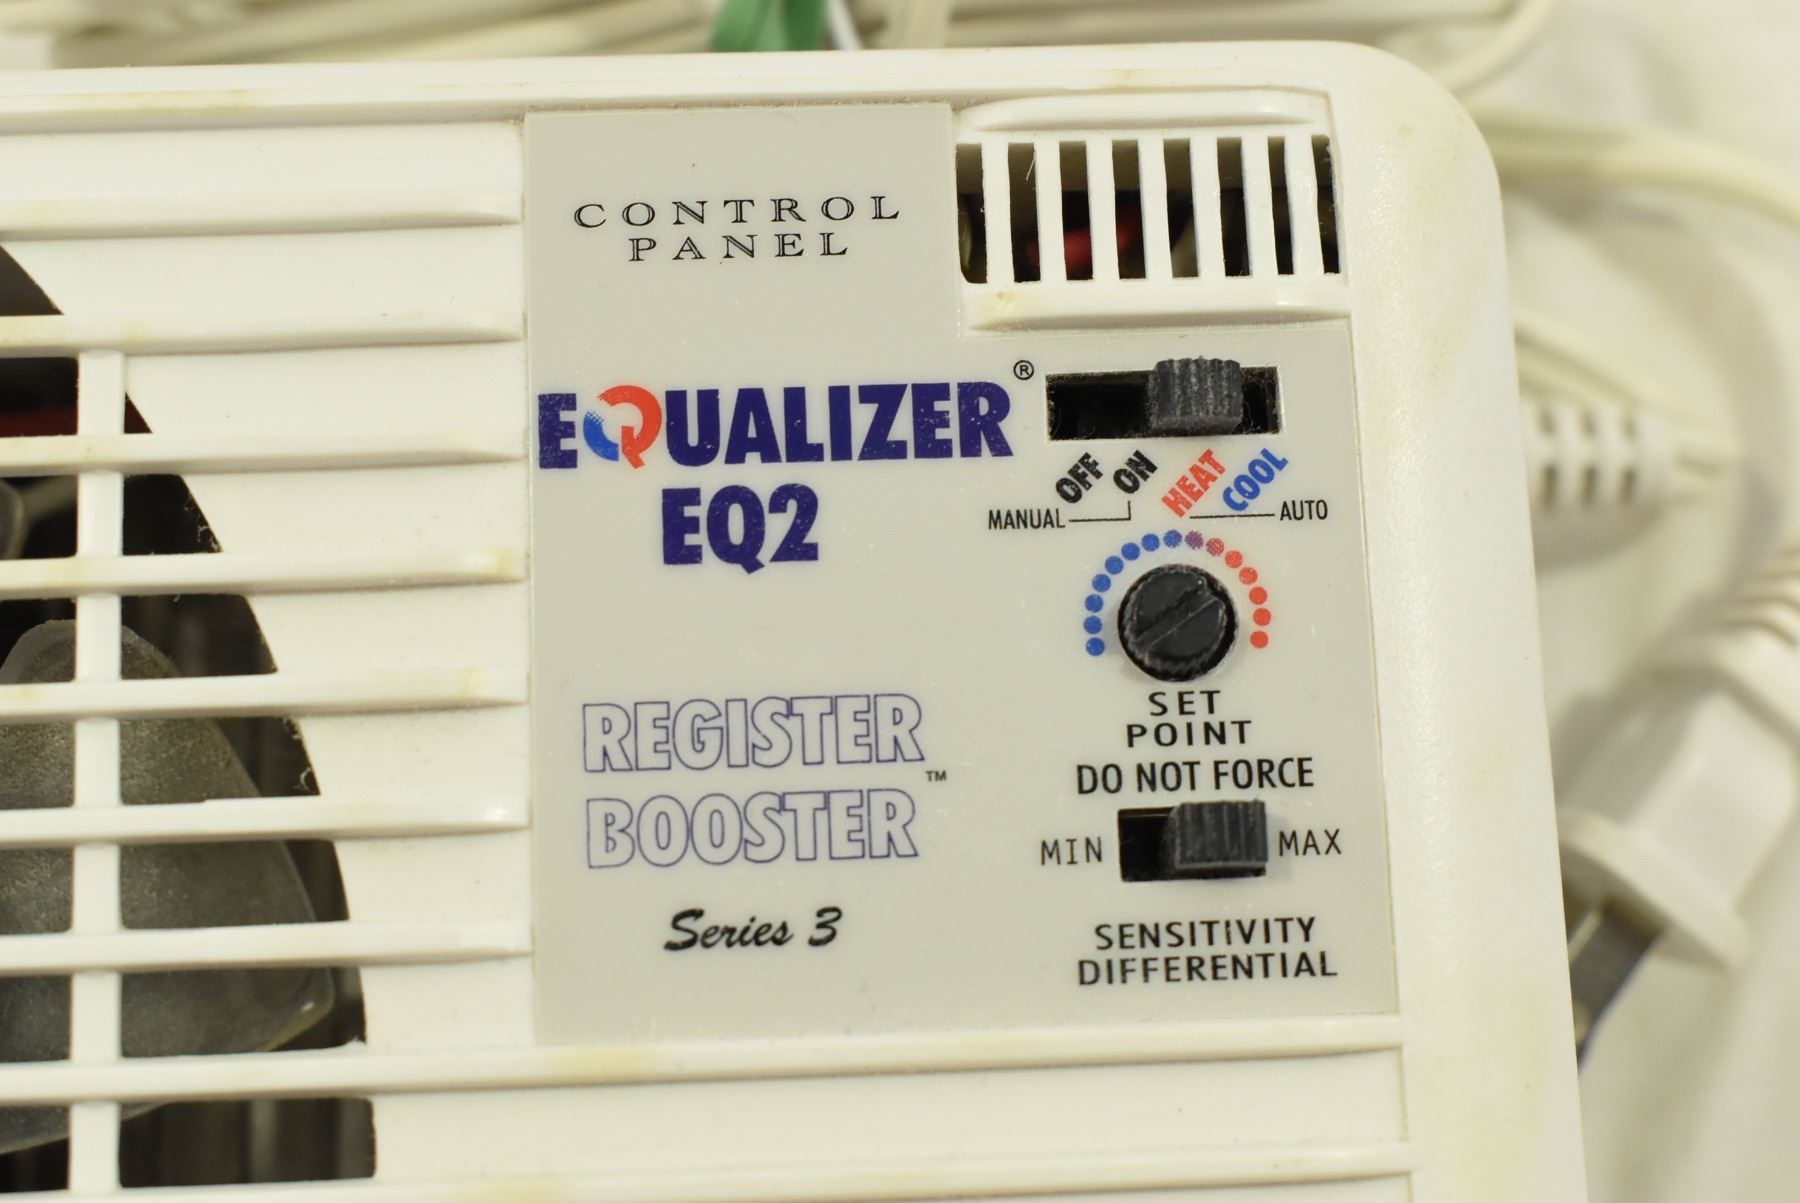 CONTROL
PANEL
EQUALIZER®
EQ2
OFF ON HEAT COOL
MANUAL AUTO
SET
POINT
DO NOT FORCE
MIN MAX
SENSITIVITY
DIFFERENTIAL
REGISTER
BOOSTER™
Series 3